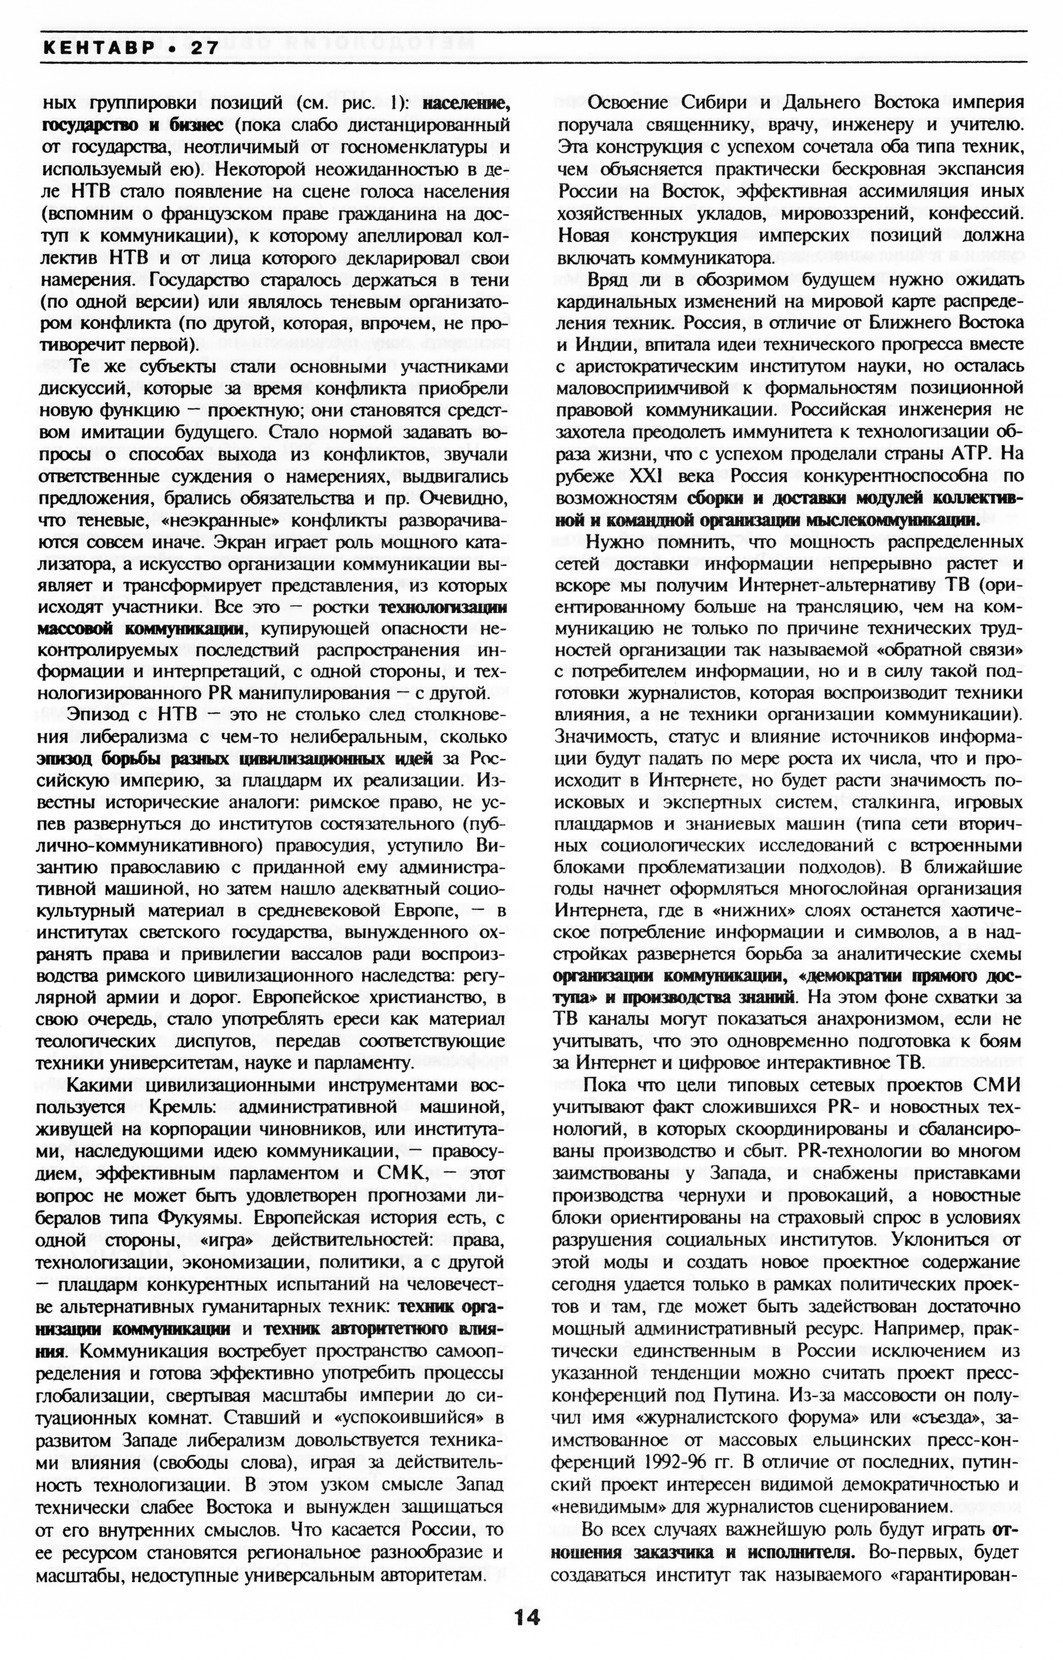 КЕНТАВР • 27
ных группировки позиций (см. рис. 1): население,
государство и бизнес (пока слабо дистанцированный
от государства, неотличимый от госноменклатуры и
используемый ею). Некоторой неожиданностью в де-
ле НТВ стало появление на сцене голоса населения
(вспомним о французском праве гражданина на дос-
туп к коммуникации), к которому апеллировал кол-
лектив НТВ и от лица которого декларировал свои
намерения. Государство старалось держаться в тени
(по одной версии) или являлось теневым организато-
ром конфликта (по другой, которая, впрочем, не про-
тиворечит первой).
Те же субъекты стали основными участниками
дискуссий, которые за время конфликта приобрели
новую функцию — проектную; они становятся средст-
вом имитации будущего. Стало нормой задавать во-
просы о способах выхода из конфликтов, звучали
ответственные суждения о намерениях, выдвигались
предложения, брались обязательства и пр. Очевидно,
что теневые, «неэкранные» конфликты разворачива-
ются совсем иначе. Экран играет роль мощного ката-
лизатора, а искусство организации коммуникации вы-
являет и трансформирует представления, из которых
исходят участники. Все это — ростки технологизации
массовой коммуникации, купирующей опасности не-
контролируемых последствий распространения ин-
формации и интерпретаций, с одной стороны, и тех-
нологизированного PR манипулирования — с другой.
Эпизод с НТВ — это не столько след столкнове-
ния либерализма с чем-то нелиберальным, сколько
эпизод борьбы разных цивилизационных идей за Рос-
сийскую империю, за плацдарм их реализации. Из-
вестны исторические аналоги: римское право, не ус-
пев развернуться до институтов состязательного (пуб-
лично-коммуникативного) правосудия, уступило Ви-
зантию православию с приданной ему администра-
тивной машиной, но затем нашло адекватный социо-
культурный материал в средневековой Европе, — в
институтах светского государства, вынужденного ох-
ранять права и привилегии вассалов ради воспроиз-
водства римского цивилизационного наследства: регу-
лярной армии и дорог. Европейское христианство, в
свою очередь, стало употреблять ереси как материал
теологических диспутов, передав соответствующие
техники университетам, науке и парламенту.
Какими цивилизационными инструментами вос-
пользуется Кремль: административной машиной,
живущей на корпорации чиновников, или института-
ми, наследующими идею коммуникации, — правосу-
дием, эффективным парламентом и СМК, — этот
вопрос не может быть удовлетворен прогнозами ли-
бералов типа Фукуямы. Европейская история есть, с
одной стороны, «игра» действительностей: права,
технологизации, экономизации, политики, а с другой
— плацдарм конкурентных испытаний на человечест-
ве альтернативных гуманитарных техник: техник орга-
низации коммуникации и техник авторитетного влия-
ния. Коммуникация востребует пространство самооп-
ределения и готова эффективно употребить процессы
глобализации, свертывая масштабы империи до си-
туационных комнат. Ставший и «успокоившийся» в
развитом Западе либерализм довольствуется техника-
ми влияния (свободы слова), играя за действитель-
ность технологизации. В этом узком смысле Запад
технически слабее Востока и вынужден защищаться
от его внутренних смыслов. Что касается России, то
ее ресурсом становятся региональное разнообразие и
масштабы, недоступные универсальным авторитетам.
Освоение Сибири и Дальнего Востока империя
поручала священнику, врачу, инженеру и учителю.
Эта конструкция с успехом сочетала оба типа техник,
чем объясняется практически бескровная экспансия
России на Восток, эффективная ассимиляция иных
хозяйственных укладов, мировоззрений, конфессий.
Новая конструкция имперских позиций должна
включать коммуникатора.
Вряд ли в обозримом будущем нужно ожидать
кардинальных изменений на мировой карте распреде-
ления техник. Россия, в отличие от Ближнего Востока
и Индии, впитала идеи технического прогресса вместе
с аристократическим институтом науки, но осталась
маловосприимчивой к формальностям позиционной
правовой коммуникации. Российская инженерия не
захотела преодолеть иммунитета к технологизации об-
раза жизни, что с успехом проделали страны АТР. На
рубеже XXI века Россия конкурентноспособна по
возможностям сборки и доставки модулей коллектив-
ной и командной организации мыслекоммуникации.
Нужно помнить, что мощность распределенных
сетей доставки информации непрерывно растет и
вскоре мы получим Интернет-альтернативу ТВ (ори-
ентированному больше на трансляцию, чем на ком-
муникацию не только по причине технических труд-
ностей организации так называемой «обратной связи»
с потребителем информации, но и в силу такой под-
готовки журналистов, которая воспроизводит техники
влияния, а не техники организации коммуникации).
Значимость, статус и влияние источников информа-
ции будут падать по мере роста их числа, что и про-
исходит в Интернете, но будет расти значимость по-
исковых и экспертных систем, сталкинга, игровых
плацдармов и знаниевых машин (типа сети вторич-
ных социологических исследований с встроенными
блоками проблематизации подходов). В ближайшие
годы начнет оформляться многослойная организация
Интернета, где в «нижних» слоях останется хаотиче-
ское потребление информации и символов, а в над-
стройках развернется борьба за аналитические схемы
организации коммуникации, «демократии прямого дос-
тупа» и производства знаний. На этом фоне схватки за
ТВ каналы могут показаться анахронизмом, если не
учитывать, что это одновременно подготовка к боям
за Интернет и цифровое интерактивное ТВ.
Пока что цели типовых сетевых проектов СМИ
учитывают факт сложившихся PR- и новостных тех-
нологий, в которых скоординированы и сбалансиро-
ваны производство и сбыт. PR-технологии во многом
заимствованы у Запада, и снабжены приставками
производства чернухи и провокаций, а новостные
блоки ориентированы на страховый спрос в условиях
разрушения социальных институтов. Уклониться от
этой моды и создать новое проектное содержание
сегодня удается только в рамках политических проек-
тов и там, где может быть задействован достаточно
мощный административный ресурс. Например, прак-
тически единственным в России исключением из
указанной тенденции можно считать проект пресс-
конференций под Путина. Из-за массовости он полу-
чил имя «журналистского форума» или «съезда», за-
имствованное от массовых ельцинских пресс-кон-
ференций 1992-96 гг. В отличие от последних, путин-
ский проект интересен видимой демократичностью и
«невидимым» для журналистов сценированием.
Во всех случаях важнейшую роль будут играть от-
ношения заказчика и исполнителя. Во-первых, будет
создаваться институт так называемого «гарантирован-
14